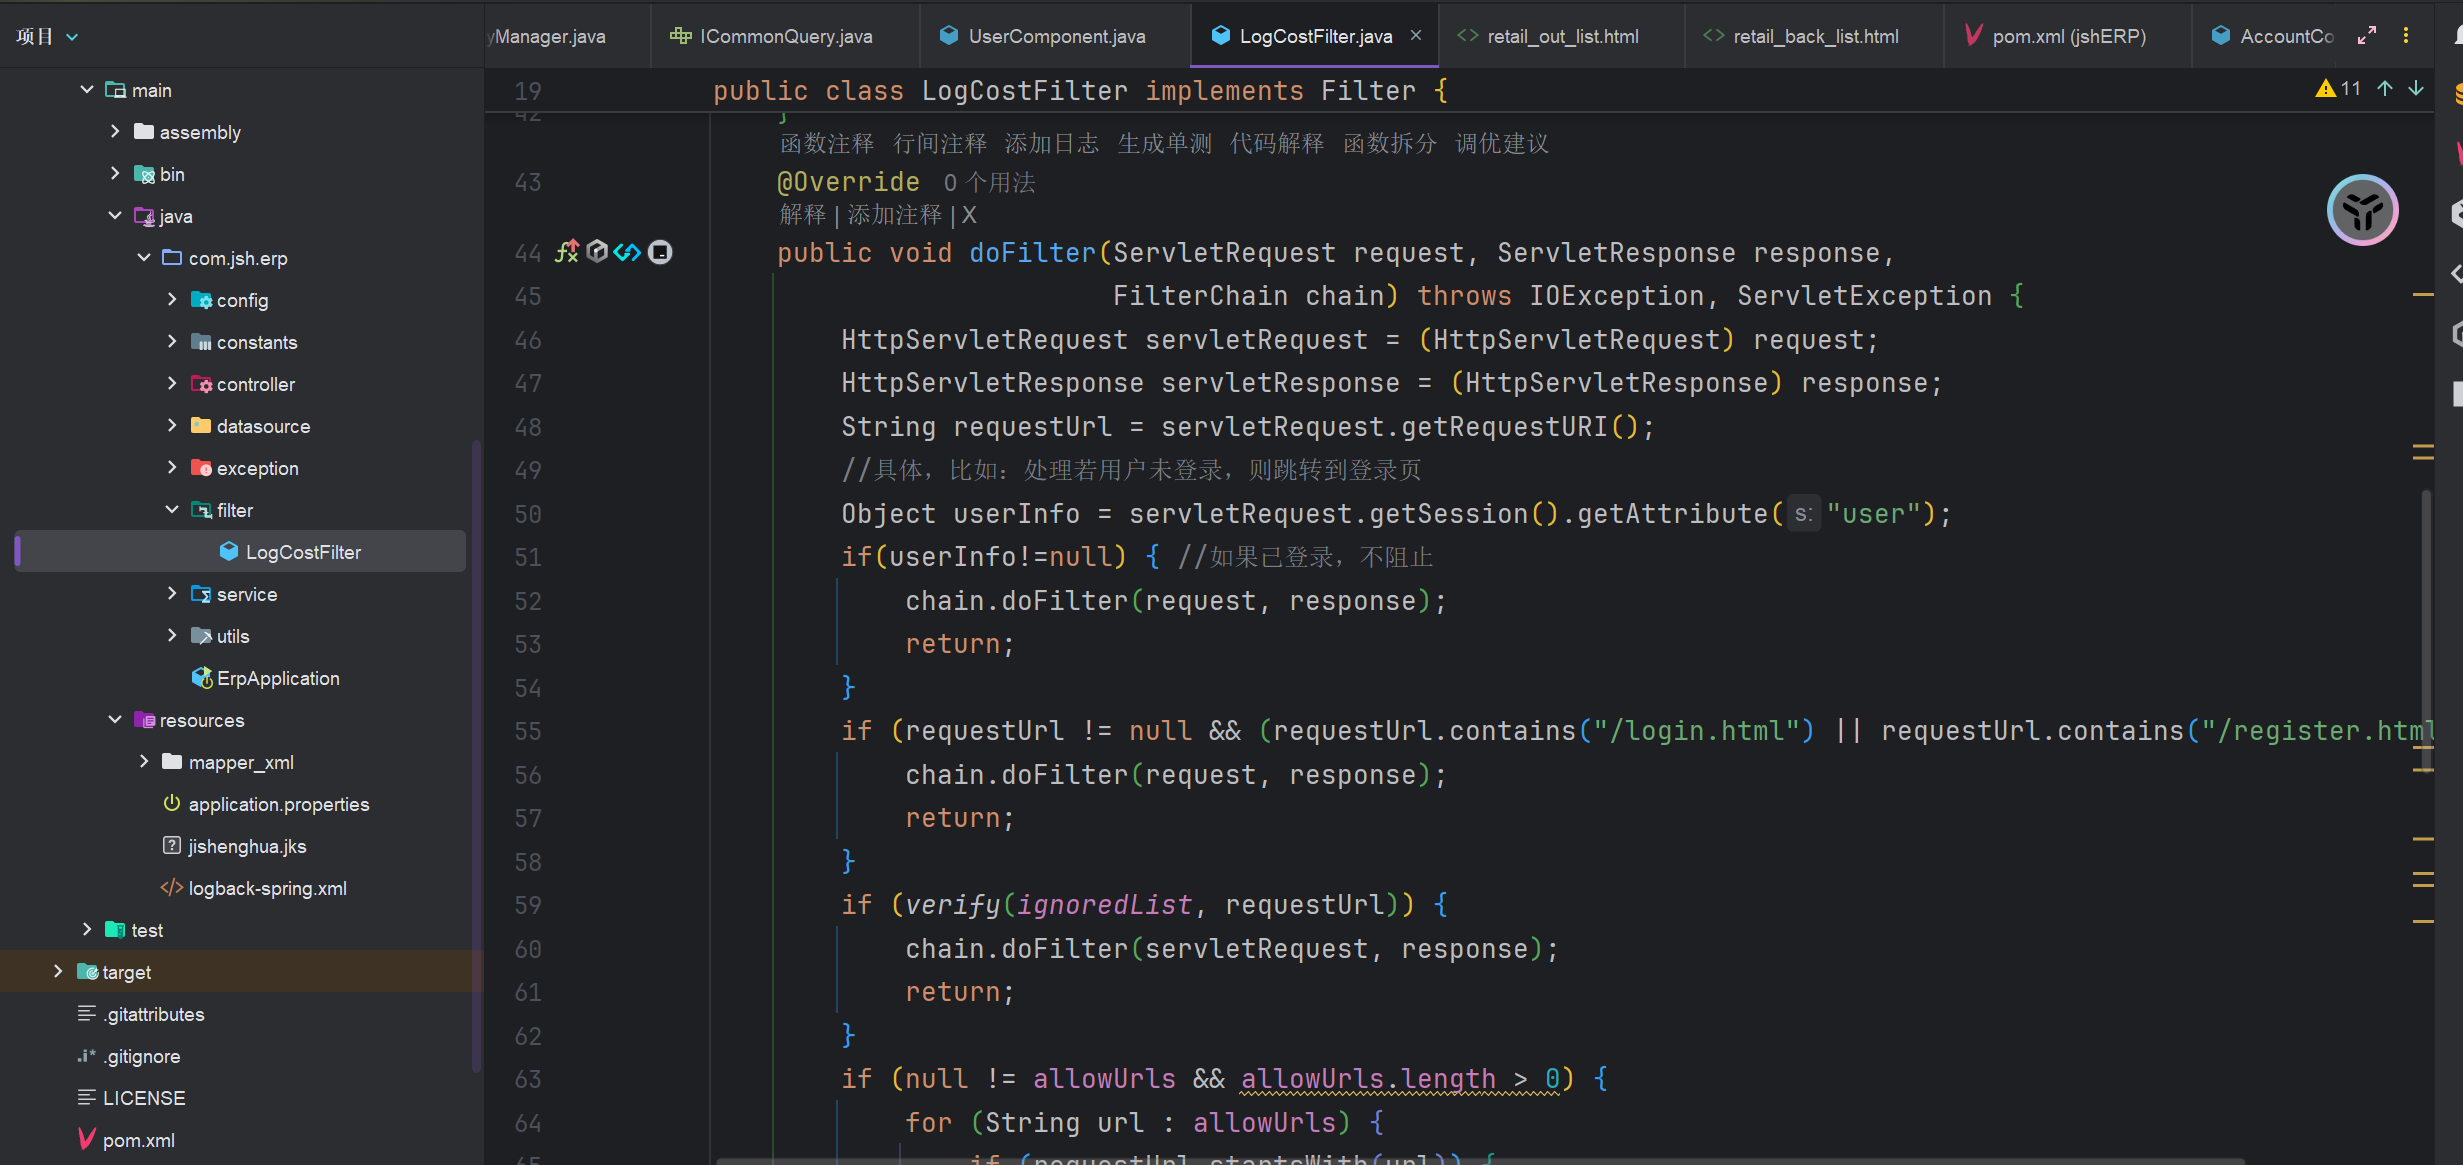 项目
yManager.java
ICommonQuery.java
UserComponent.java
LogCostFilter.java ×
retail_out_list.html
retail_back_list.html
pom.xml (jshERP)
AccountCo
main
assembly
bin
java
com.jsh.erp
config
constants
controller
datasource
exception
filter
LogCostFilter
service
utils
ErpApplication
resources
mapper_xml
application.properties
jishenghua.jks
logback-spring.xml
test
target
.gitattributes
.gitignore
LICENSE
pom.xml
19 public class LogCostFilter implements Filter {
11
42 }
函数注释 行间注释 添加日志 生成单测 代码解释 函数拆分 调优建议
43 @Override 0 个用法
解释 | 添加注释 | X
44 public void doFilter(ServletRequest request, ServletResponse response,
45 FilterChain chain) throws IOException, ServletException {
46 HttpServletRequest servletRequest = (HttpServletRequest) request;
47 HttpServletResponse servletResponse = (HttpServletResponse) response;
48 String requestUrl = servletRequest.getRequestURI();
49 //具体，比如：处理若用户未登录，则跳转到登录页
50 Object userInfo = servletRequest.getSession().getAttribute( s: "user");
51 if(userInfo!=null) { //如果已登录，不阻止
52 chain.doFilter(request, response);
53 return;
54 }
55 if (requestUrl != null && (requestUrl.contains("/login.html") || requestUrl.contains("/register.html
56 chain.doFilter(request, response);
57 return;
58 }
59 if (verify(ignoredList, requestUrl)) {
60 chain.doFilter(servletRequest, response);
61 return;
62 }
63 if (null != allowUrls && allowUrls.length > 0) {
64 for (String url : allowUrls) {
65 if (requestUrl.startsWith(url)) {